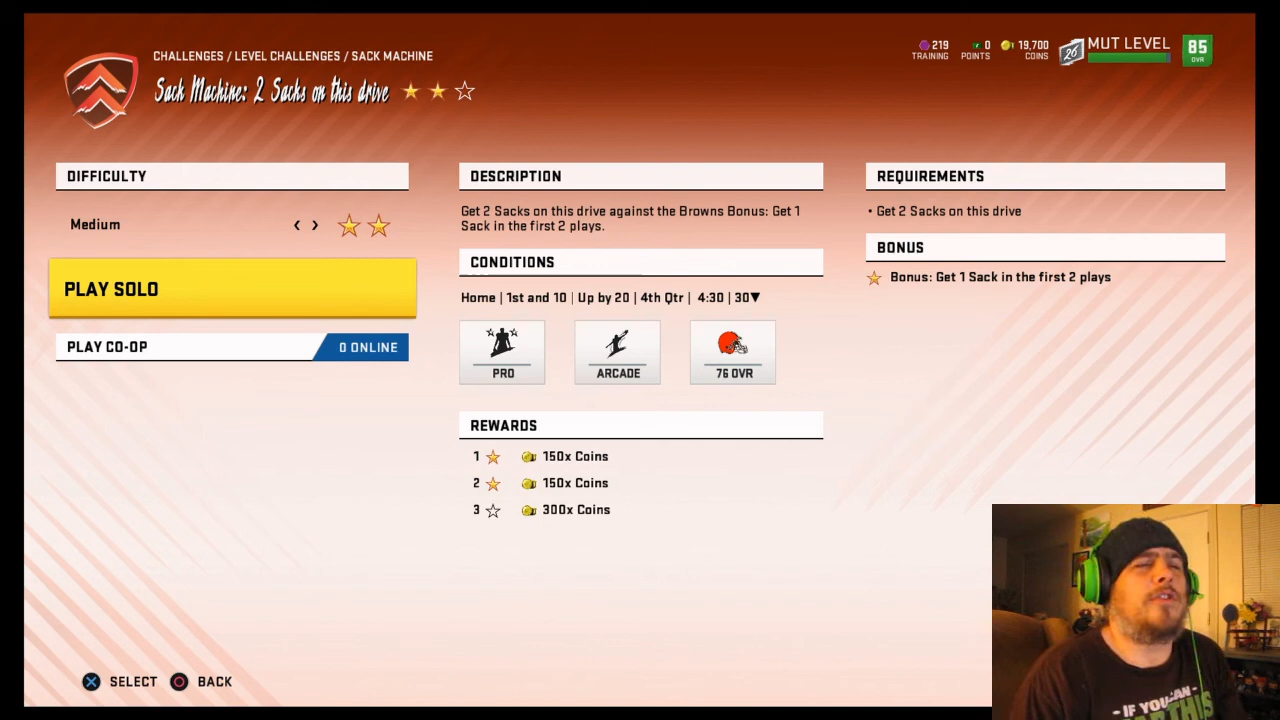 CHALLENGES / LEVEL CHALLENGES / SACK MACHINE
Sack Machine: 2 Sacks on this drive
219
TRAINING
0
POINTS
19,700
COINS
26
MUT LEVEL
85
OVR
DIFFICULTY
Medium
PLAY SOLO
PLAY CO-OP
0 ONLINE
DESCRIPTION
Get 2 Sacks on this drive against the Browns Bonus: Get 1
Sack in the first 2 plays.
CONDITIONS
Home | 1st and 10 | Up by 20 | 4th Qtr | 4:30 | 30▼
PRO
ARCADE
76 OVR
REWARDS
1 150x Coins
2 150x Coins
3 300x Coins
REQUIREMENTS
• Get 2 Sacks on this drive
BONUS
Bonus: Get 1 Sack in the first 2 plays
SELECT
BACK
- IF YOU CAN -